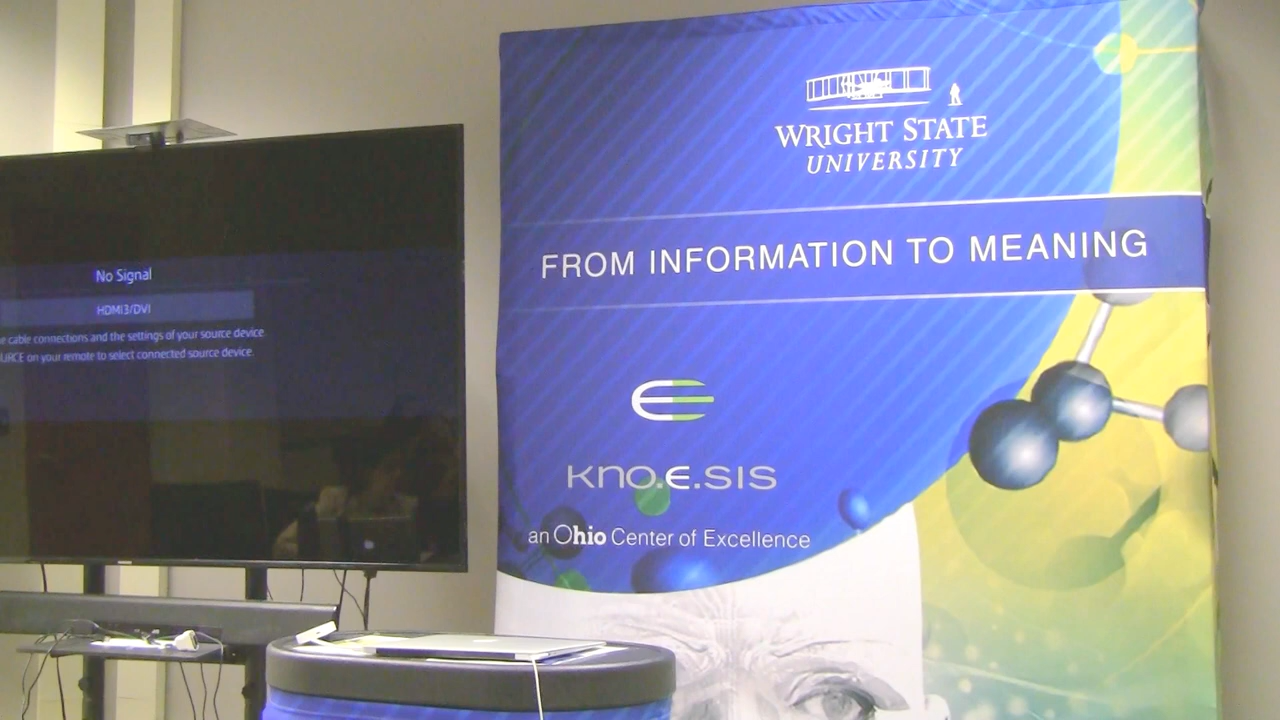 No Signal
HDMI3/DVI
cable connections and the settings of your source device
on your remote to select connected source device.
WRIGHT STATE
UNIVERSITY
FROM INFORMATION TO MEANING
KNO.E.SIS
an Ohio Center of Excellence